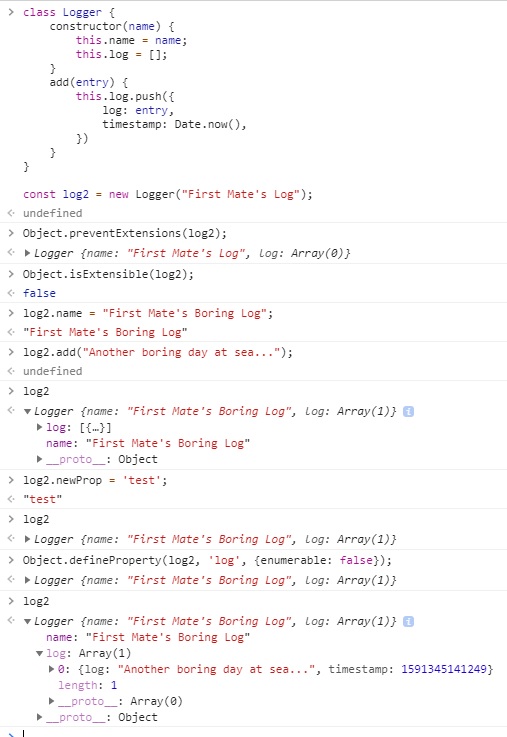 > class Logger {
    constructor(name) {
        this.name = name;
        this.log = [];
    }
    add(entry) {
        this.log.push({
            log: entry,
            timestamp: Date.now(),
        })
    }
}

const log2 = new Logger("First Mate's Log");
undefined
> Object.preventExtensions(log2);
Logger {name: "First Mate's Log", log: Array(0)}
> Object.isExtensible(log2);
false
> log2.name = "First Mate's Boring Log";
"First Mate's Boring Log"
> log2.add("Another boring day at sea...");
undefined
> log2
Logger {name: "First Mate's Boring Log", log: Array(1)} i
log: [{…}]
name: "First Mate's Boring Log"
__proto__: Object
> log2.newProp = 'test';
"test"
> log2
Logger {name: "First Mate's Boring Log", log: Array(1)}
> Object.defineProperty(log2, 'log', {enumerable: false});
Logger {name: "First Mate's Boring Log", log: Array(1)}
> log2
Logger {name: "First Mate's Boring Log", log: Array(1)} i
name: "First Mate's Boring Log"
log: Array(1)
0: {log: "Another boring day at sea...", timestamp: 1591345141249}
length: 1
__proto__: Array(0)
__proto__: Object
>